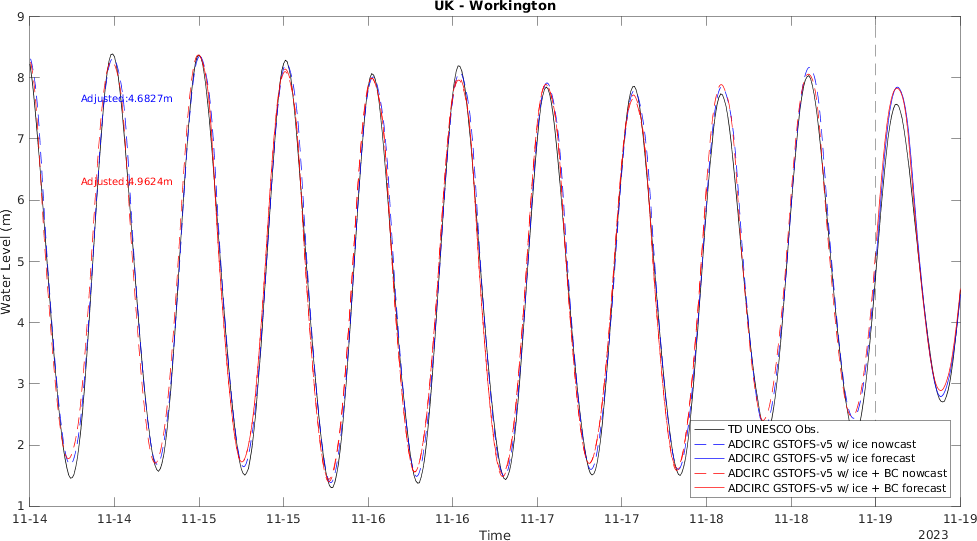 UK - Workington
9
8
7
6
5
4
3
2
1
Water Level (m)
Adjusted:4.6827m
Adjusted:4.9624m
TD UNESCO Obs.
ADCIRC GSTOFS-v5 w/ ice nowcast
ADCIRC GSTOFS-v5 w/ ice forecast
ADCIRC GSTOFS-v5 w/ ice + BC nowcast
ADCIRC GSTOFS-v5 w/ ice + BC forecast
11-14 11-14 11-15 11-15 11-16 11-16 11-17 11-17 11-18 11-18 11-19 11-19
Time
2023